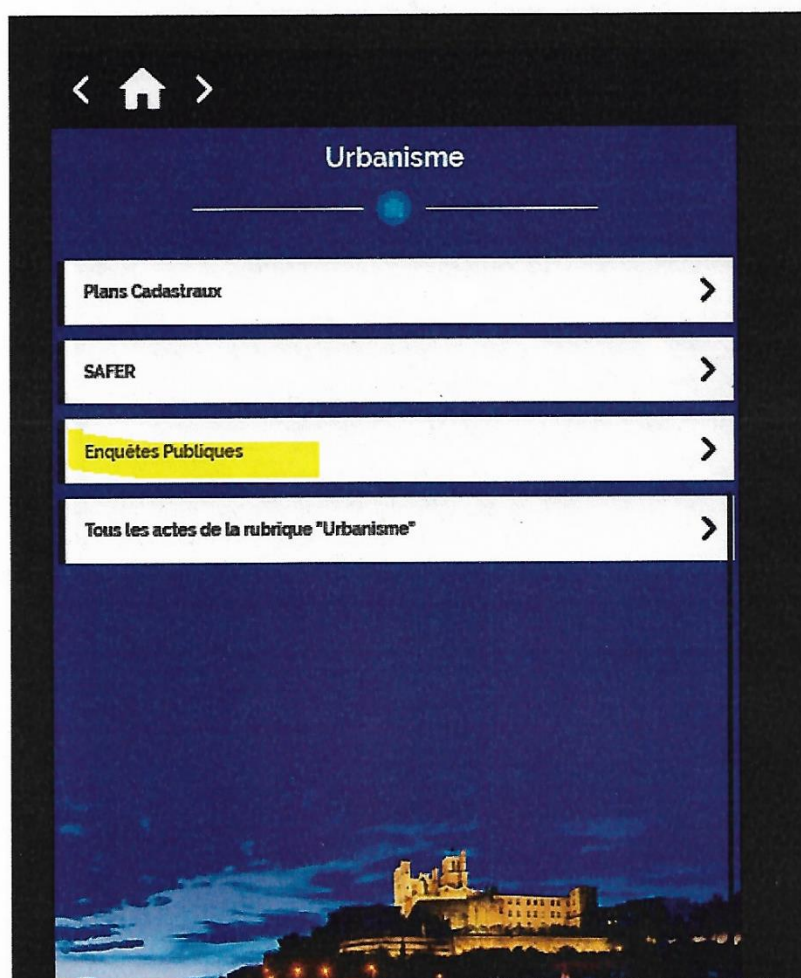 Urbanisme
Plans Cadastraux
SAFER
Enquêtes Publiques
Tous les actes de la rubrique "Urbanisme"